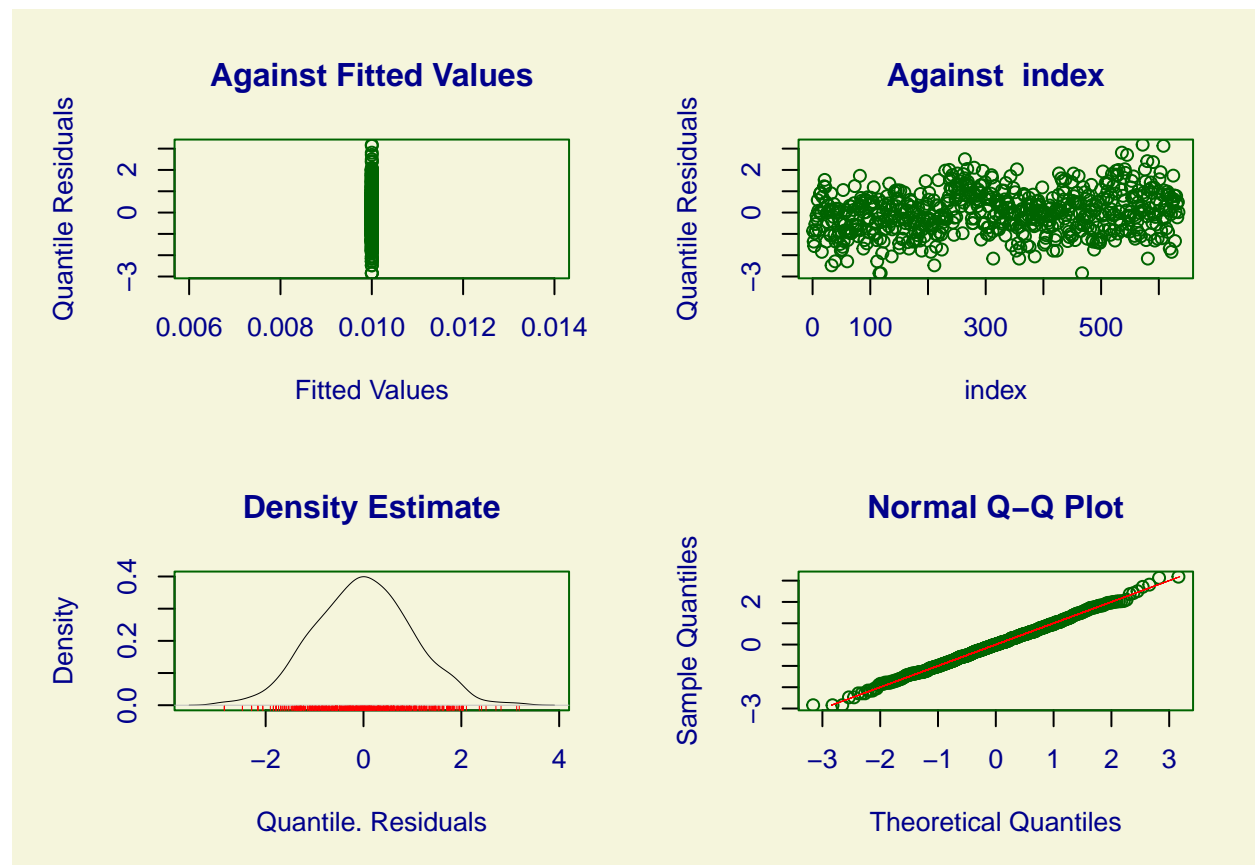 Against Fitted Values
Quantile Residuals
−3 0 2
0.006 0.008 0.010 0.012 0.014
Fitted Values
Against index
Quantile Residuals
−3 0 2
0 100 300 500
index
Density Estimate
Density
0.0 0.2 0.4
−2 0 2 4
Quantile. Residuals
Normal Q−Q Plot
Sample Quantiles
−3 0 2
−3 −2 −1 0 1 2 3
Theoretical Quantiles